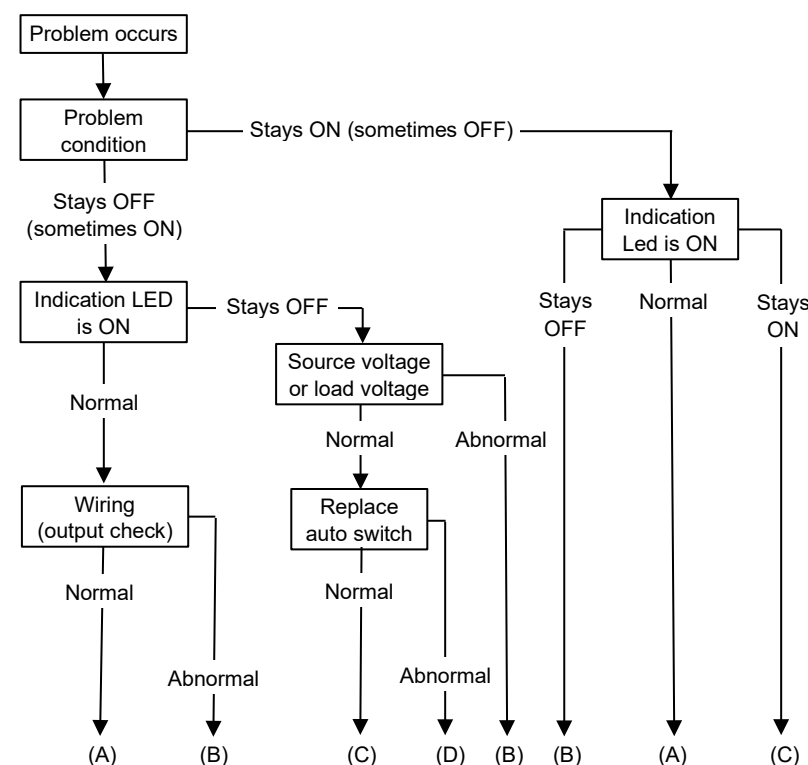 Problem occurs
Problem
condition
Stays ON (sometimes OFF)
Stays OFF
(sometimes ON)
Indication
Led is ON
Indication LED
is ON
Stays OFF
Stays
OFF
Normal
Stays
ON
Source voltage
or load voltage
Normal
Normal
Abnormal
Wiring
(output check)
Replace
auto switch
Normal
Normal
Abnormal
Abnormal
(A)
(B)
(C)
(D)
(B)
(B)
(A)
(C)